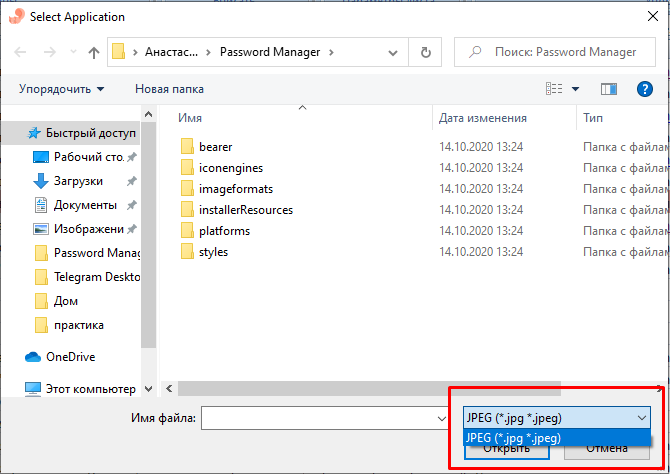 Select Application
Анастас... Password Manager
Поиск: Password Manager
Упорядочить Новая папка
Имя Дата изменения Тип
Быстрый доступ
Рабочий сто.
Загрузки
Документы
Изображени
Password Manag
Telegram Deskto
Дом
практика
OneDrive
Этот компьютер
bearer 14.10.2020 13:24 Папка с файлам
iconengines 14.10.2020 13:24 Папка с файлам
imageformats 14.10.2020 13:24 Папка с файлам
installerResources 14.10.2020 13:24 Папка с файлам
platforms 14.10.2020 13:24 Папка с файлам
styles 14.10.2020 13:24 Папка с файлам
Имя файла:
JPEG (*.jpg *.jpeg)
JPEG (*.jpg *.jpeg)
Открыть Отмена